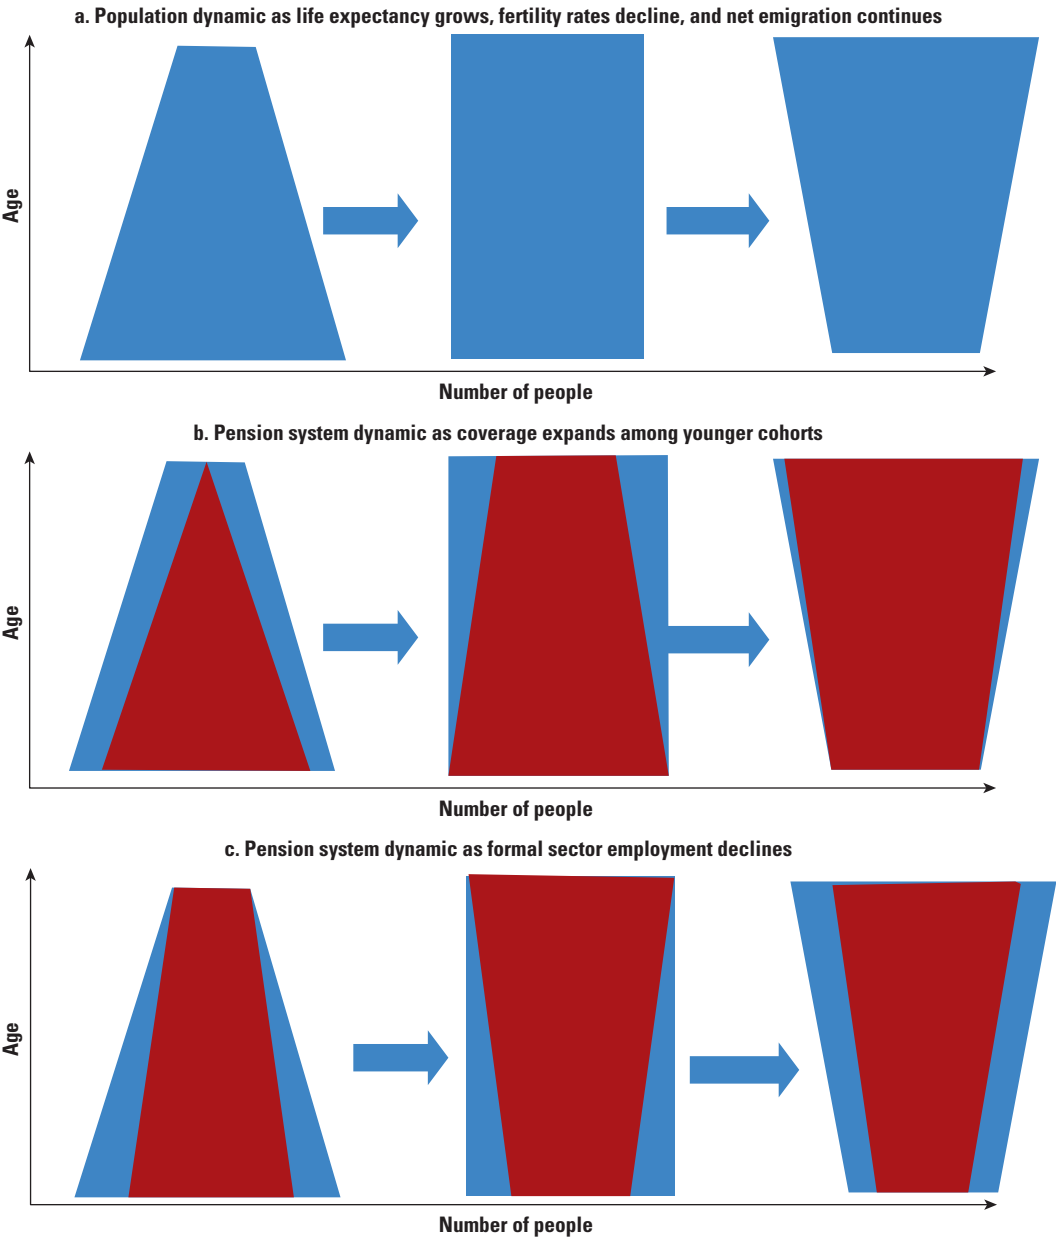 a. Population dynamic as life expectancy grows, fertility rates decline, and net emigration continues
Age
Number of people
b. Pension system dynamic as coverage expands among younger cohorts
Age
Number of people
c. Pension system dynamic as formal sector employment declines
Age
Number of people